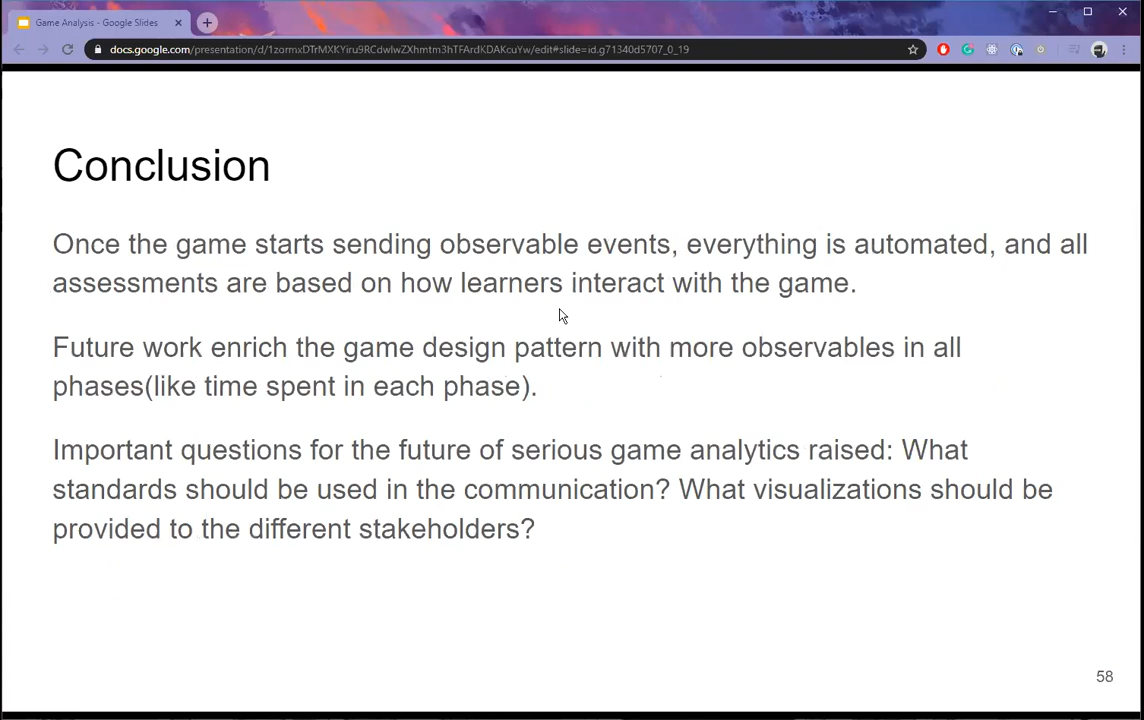 Game Analysis - Google Slides
docs.google.com/presentation/d/1zormxDTrMXKYiru9RCdwlwZXhmtm3hTFArdKDAKcuYw/edit#slide=id.g71340d5707_0_19
Conclusion
Once the game starts sending observable events, everything is automated, and all
assessments are based on how learners interact with the game.
Future work enrich the game design pattern with more observables in all
phases(like time spent in each phase).
Important questions for the future of serious game analytics raised: What
standards should be used in the communication? What visualizations should be
provided to the different stakeholders?
58